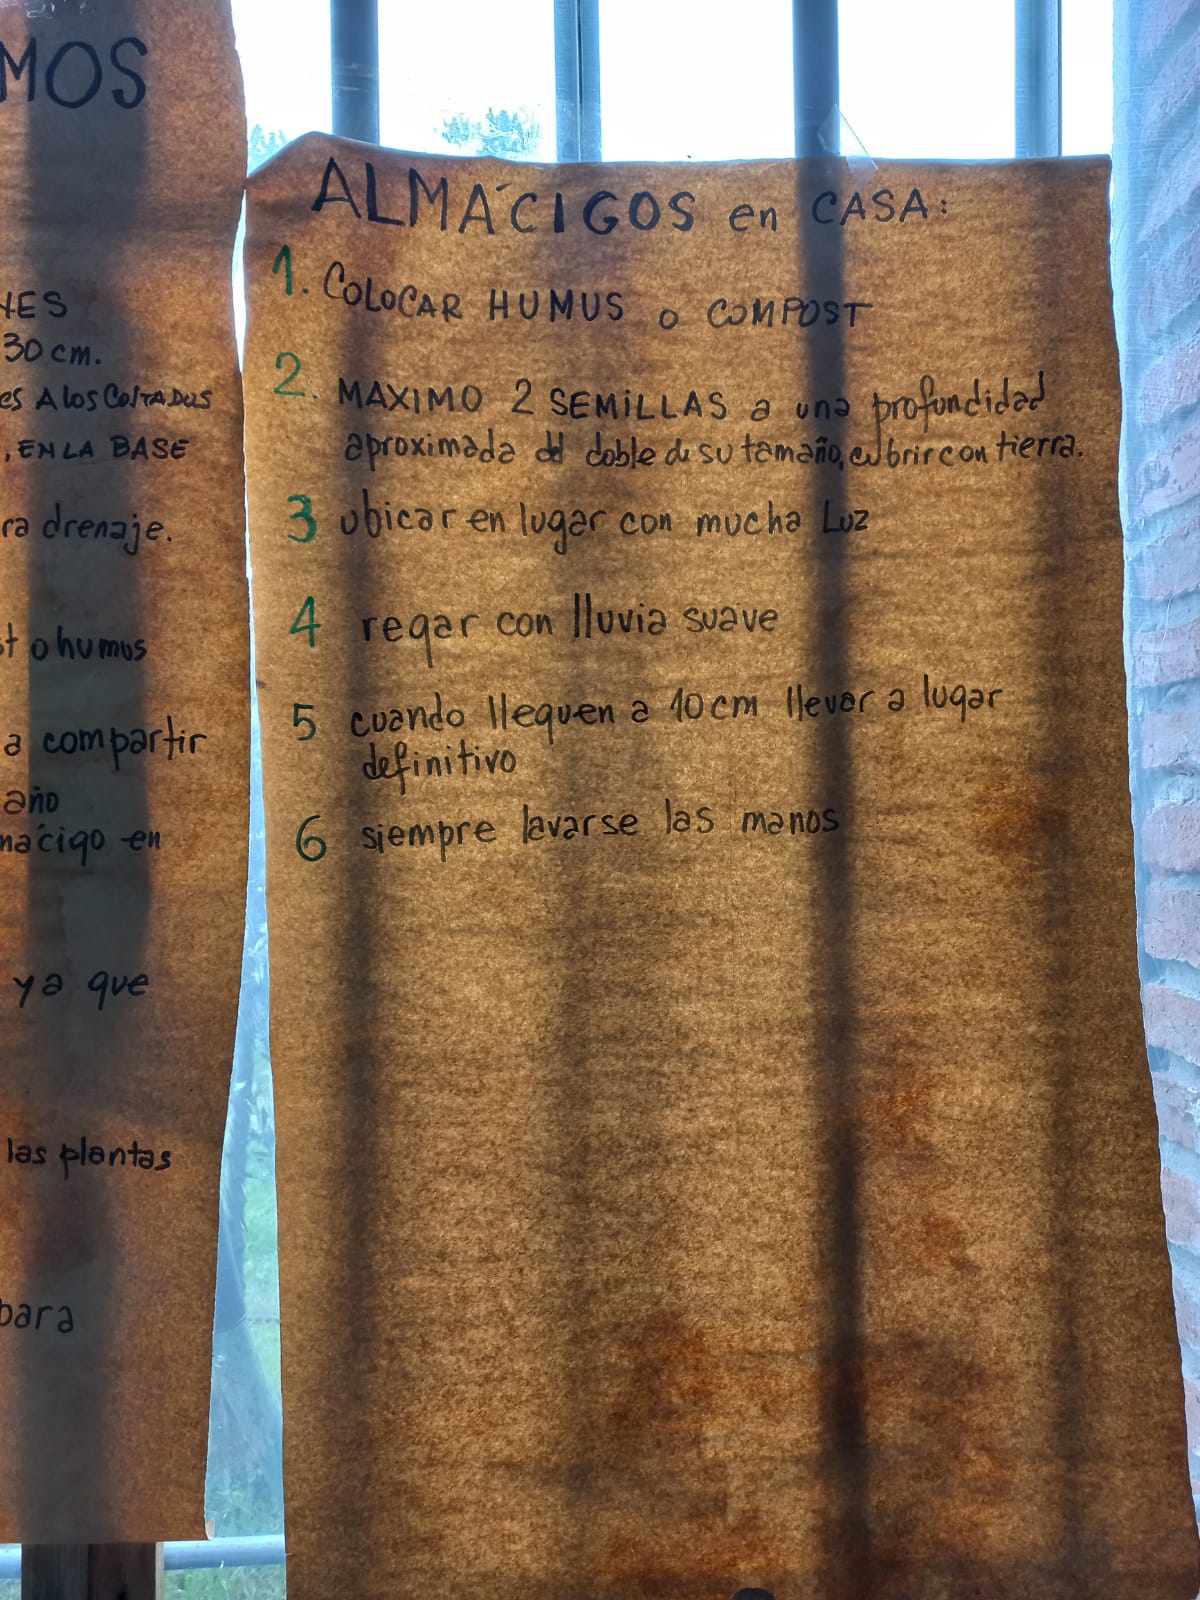 MOS
30 cm.
es A los CostADos
, EN LA BASE
ra drenaje.
o humus
a compartir
año
mácigo en
ya que
las plantas
para
ALMÁCIGOS en CASA:
1. COLOCAR HUMUS o COMPOST
2. MAXIMO 2 SEMILLAS a una profundidad
aproximada del doble de su tamaño, cubrir con tierra.
3 ubicar en lugar con mucha Luz
4 regar con lluvia suave
5 cuando lleguen a 10 cm llevar a lugar
definitivo
6 siempre lavarse las manos